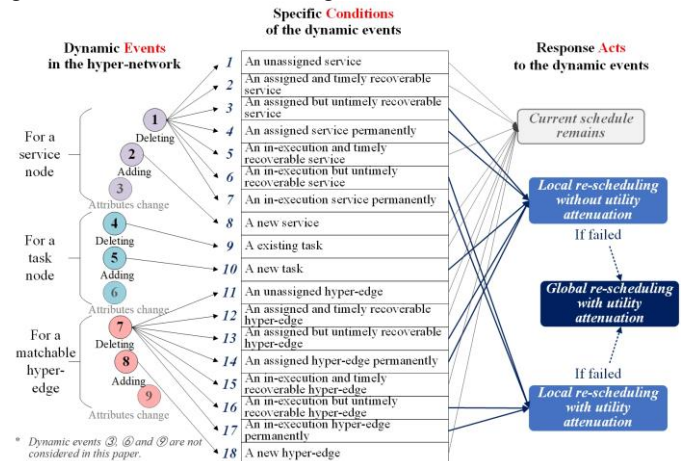 Specific Conditions
of the dynamic events
Dynamic Events
in the hyper-network
Response Acts
to the dynamic events
For a
service
node
1
Deleting
2
Adding
3
Attributes change
For a
task
node
4
Deleting
5
Adding
6
Attributes change
For a
matchable
hyper-
edge
7
Deleting
8
Adding
9
Attributes change
* Dynamic events ③, ⑥ and ⑨ are not
considered in this paper.
1 An unassigned service
2 An assigned and timely recoverable
service
3 An assigned but untimely recoverable
service
4 An assigned service permanently
5 An in-execution and timely
recoverable service
6 An in-execution but untimely
recoverable service
7 An in-execution service permanently
8 A new service
9 A existing task
10 A new task
11 An unassigned hyper-edge
12 An assigned and timely recoverable
hyper-edge
13 An assigned but untimely recoverable
hyper-edge
14 An assigned hyper-edge permanently
15 An in-execution and timely
recoverable hyper-edge
16 An in-execution but untimely
recoverable hyper-edge
17 An in-execution hyper-edge
permanently
18 A new hyper-edge
Current schedule
remains
Local re-scheduling
without utility
attenuation
If failed
Global re-scheduling
with utility
attenuation
If failed
Local re-scheduling
with utility
attenuation